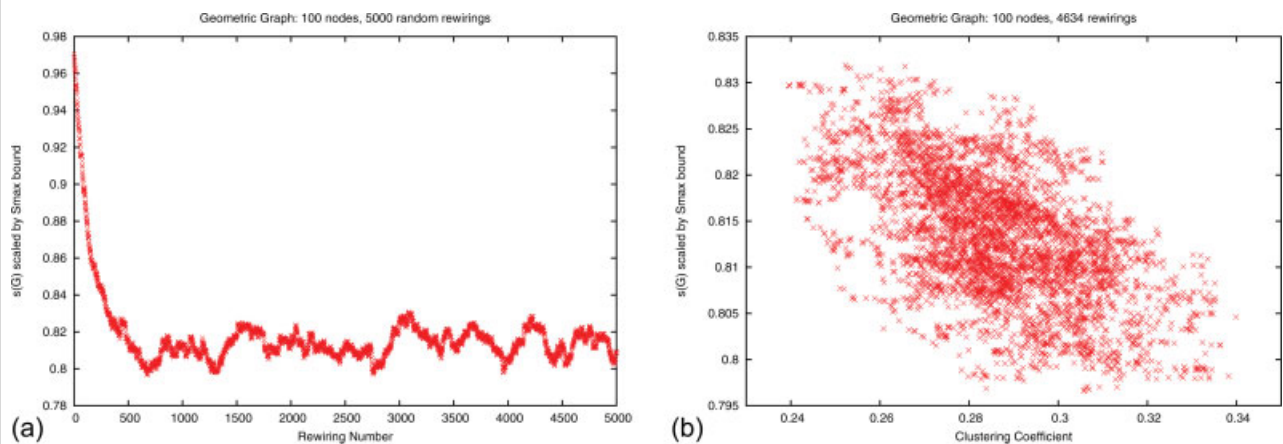 Geometric Graph: 100 nodes, 5000 random rewirings
s(G) scaled by Smax bound
0.98
0.96
0.94
0.92
0.9
0.88
0.86
0.84
0.82
0.8
0.78
0 500 1000 1500 2000 2500 3000 3500 4000 4500 5000
(a)
Rewiring Number
Geometric Graph: 100 nodes, 4634 rewirings
s(G) scaled by Smax bound
0.835
0.83
0.825
0.82
0.815
0.81
0.805
0.8
0.795
0.24 0.26 0.28 0.3 0.32 0.34
(b)
Clustering Coefficient